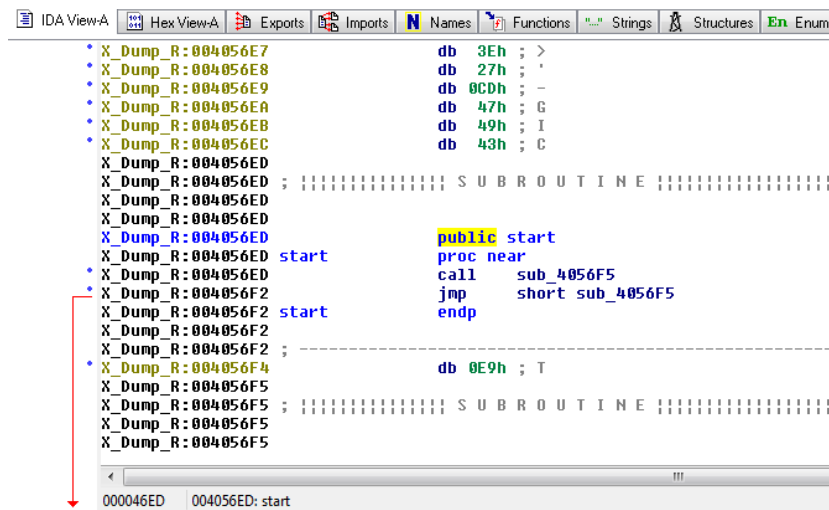 IDA View-A Hex View-A Exports Imports N Names Functions Strings Structures En Enum
X_Dump_R:004056E7 db 3Eh ; >
X_Dump_R:004056E8 db 27h ; '
X_Dump_R:004056E9 db 0CDh ; -
X_Dump_R:004056EA db 47h ; G
X_Dump_R:004056EB db 49h ; I
X_Dump_R:004056EC db 43h ; C
X_Dump_R:004056ED
X_Dump_R:004056ED ; ¦¦¦¦¦¦¦¦¦¦¦¦¦¦¦ S U B R O U T I N E ¦¦¦¦¦¦¦¦¦¦¦¦¦¦¦¦¦¦
X_Dump_R:004056ED
X_Dump_R:004056ED
X_Dump_R:004056ED public start
X_Dump_R:004056ED start proc near
X_Dump_R:004056ED call sub_4056F5
X_Dump_R:004056F2 jmp short sub_4056F5
X_Dump_R:004056F2 start endp
X_Dump_R:004056F2
X_Dump_R:004056F2 ; ------------------------------------------------------
X_Dump_R:004056F4 db 0E9h ; T
X_Dump_R:004056F5
X_Dump_R:004056F5 ; ¦¦¦¦¦¦¦¦¦¦¦¦¦¦¦ S U B R O U T I N E ¦¦¦¦¦¦¦¦¦¦¦¦¦¦¦¦¦¦
X_Dump_R:004056F5
X_Dump_R:004056F5
000046ED 004056ED: start